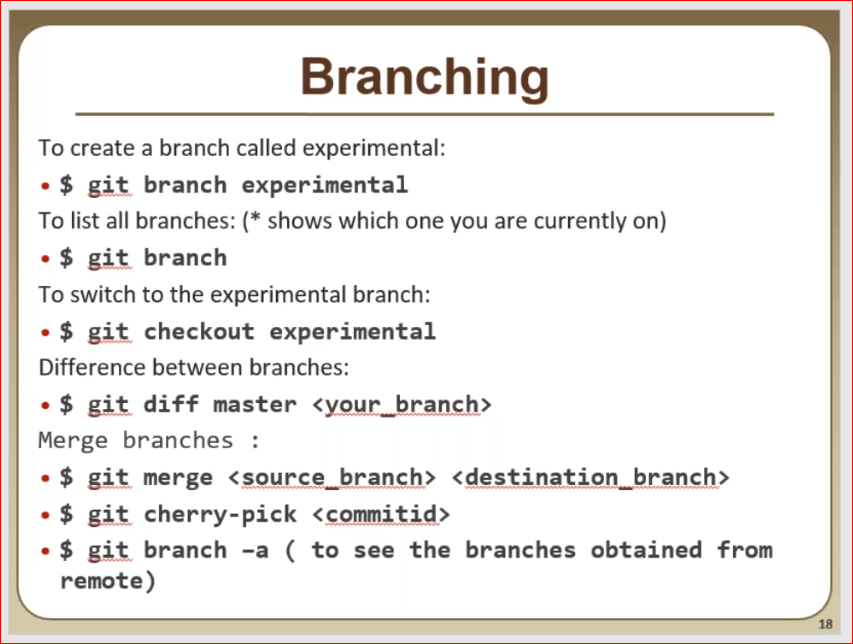 Branching
To create a branch called experimental:
• $ git branch experimental
To list all branches: (* shows which one you are currently on)
• $ git branch
To switch to the experimental branch:
• $ git checkout experimental
Difference between branches:
• $ git diff master <your_branch>
Merge branches :
• $ git merge <source_branch> <destination_branch>
• $ git cherry-pick <commitid>
• $ git branch –a ( to see the branches obtained from
remote)
18